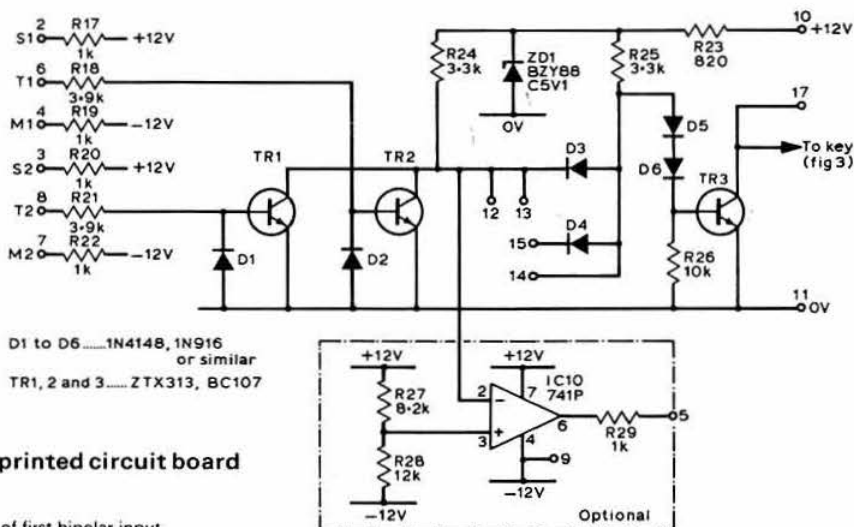 2
S1 R17 +12V
1k
6
T1 R18
3·9k
4
M1 R19 -12V
1k
3
S2 R20 +12V
1k
8
T2 R21
3·9k
7
M2 R22 -12V
1k
TR1
TR2
D1
D2
R24
3·3k
ZD1
BZY88
C5V1
0V
R25
3·3k
R23
820
10
+12V
D3
12
13
15
D4
14
D5
D6
TR3
R26
10k
17
To key
(fig 3)
11
0V
D1 to D6......1N4148, 1N916
or similar
TR1, 2 and 3..... ZTX313, BC107
+12V
R27
8·2k
R28
12k
-12V
+12V
IC10
741P
2
-
7
3
+
4
6
9
-12V
R29
1k
5
Optional
printed circuit board
of first bipolar input